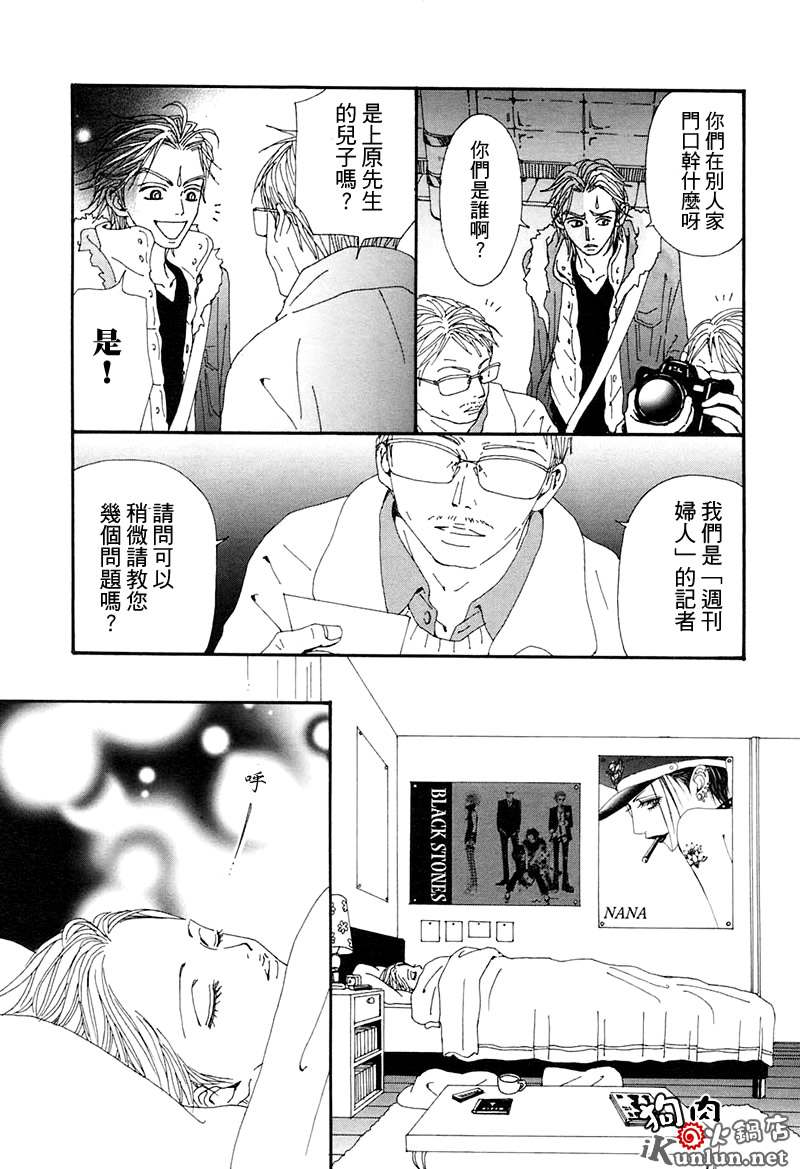 你們在別人家
門口幹什麼呀
你們是誰啊?
是上原先生
的兒子嗎?
是!
我們是「週刊
婦人」的記者
請問可以
稍微請教您
幾個問題嗎?
呼
BLACK STONES
NANA
狗肉
火鍋店
iKunlun.net